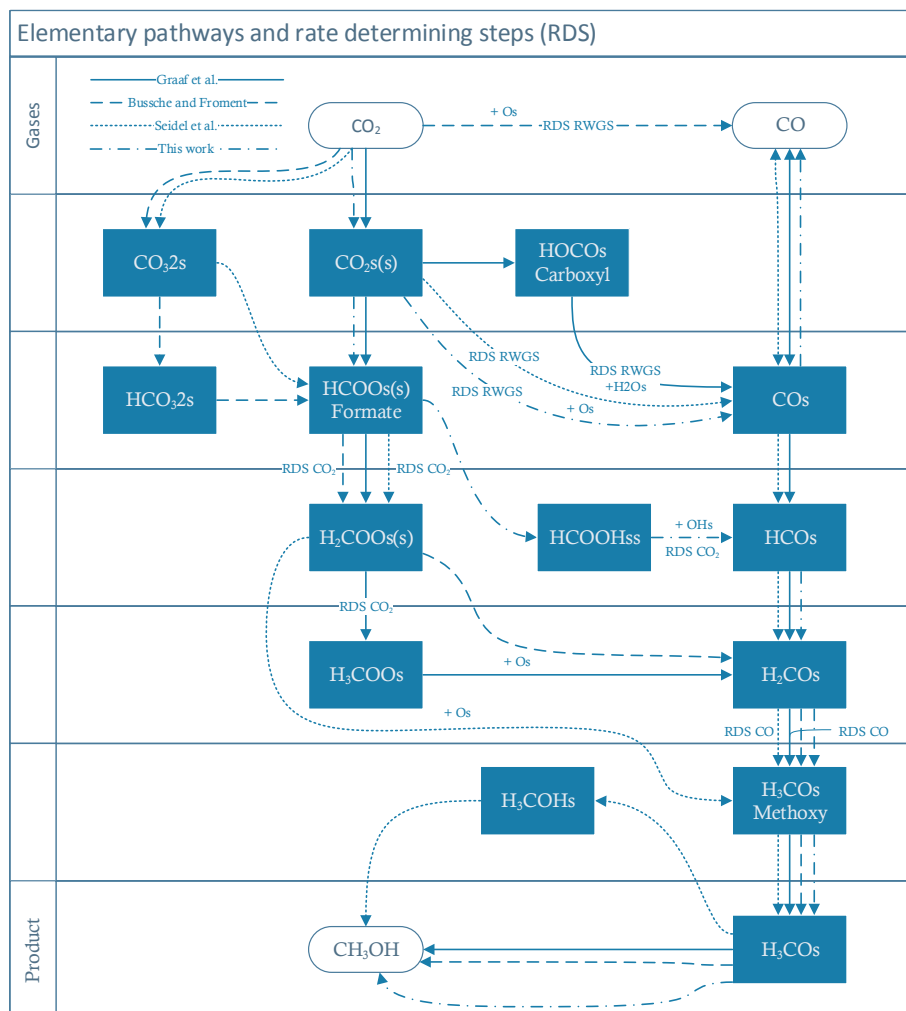 Elementary pathways and rate determining steps (RDS)
Gases
Graaf et al.
Bussche and Froment
Seidel et al.
This work
CO₂
+ Os
RDS RWGS
CO
CO₃2s
CO₂s(s)
HOCOs
Carboxyl
RDS RWGS
RDS RWGS
RDS RWGS
+H2Os
+ Os
HCO₃2s
HCOOs(s)
Formate
COs
RDS CO₂
RDS CO₂
H₂COOs(s)
HCOOHss
+ OHs
RDS CO₂
HCOs
RDS CO₂
H₃COOs
+ Os
H₂COs
+ Os
RDS CO
RDS CO
H₃COHs
H₃COs
Methoxy
Product
CH₃OH
H₃COs